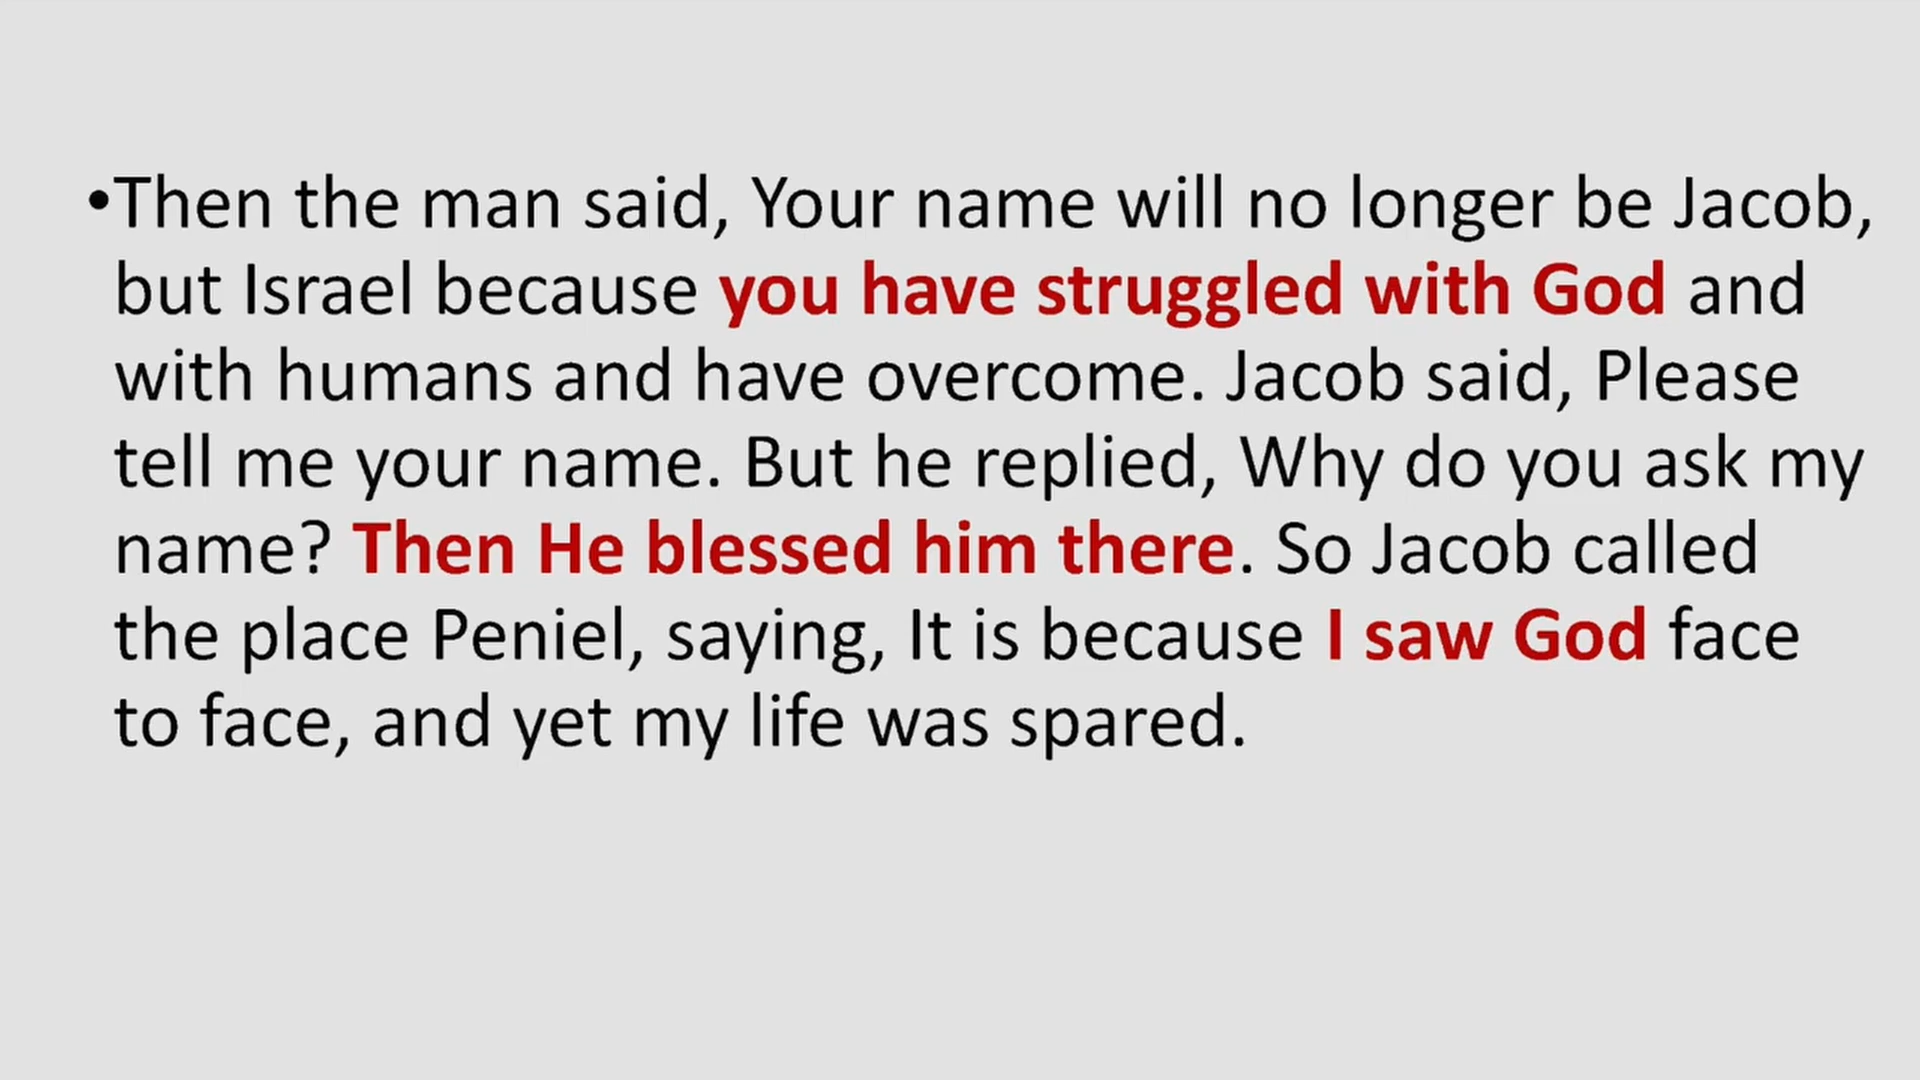 •Then the man said, Your name will no longer be Jacob,
but Israel because you have struggled with God and
with humans and have overcome. Jacob said, Please
tell me your name. But he replied, Why do you ask my
name? Then He blessed him there. So Jacob called
the place Peniel, saying, It is because I saw God face
to face, and yet my life was spared.